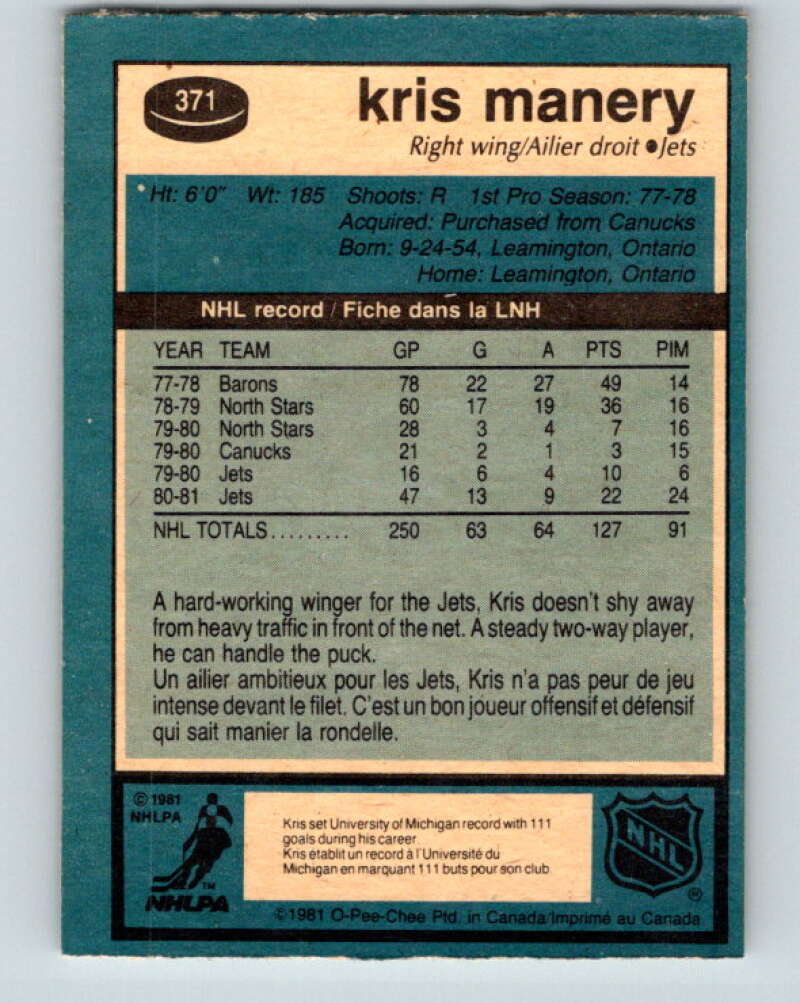 371
kris manery
Right wing/Ailier droit • Jets
Ht: 6'0" Wt: 185 Shoots: R 1st Pro Season: 77-78
Acquired: Purchased from Canucks
Born: 9-24-54, Leamington, Ontario
Home: Leamington, Ontario
NHL record / Fiche dans la LNH
YEAR TEAM GP G A PTS PIM
77-78 Barons 78 22 27 49 14
78-79 North Stars 60 17 19 36 16
79-80 North Stars 28 3 4 7 16
79-80 Canucks 21 2 1 3 15
79-80 Jets 16 6 4 10 6
80-81 Jets 47 13 9 22 24
NHL TOTALS......... 250 63 64 127 91
A hard-working winger for the Jets, Kris doesn't shy away
from heavy traffic in front of the net. A steady two-way player,
he can handle the puck.
Un ailier ambitieux pour les Jets, Kris n'a pas peur de jeu
intense devant le filet. C'est un bon joueur offensif et défensif
qui sait manier la rondelle.
© 1981
NHLPA
TM
NHLPA
Kris set University of Michigan record with 111
goals during his career
Kris etablit un record à l'Université du
Michigan en marquant 111 buts pour son club
NHL
®
©1981 O-Pee-Chee Ptd. in Canada/Imprimé au Canada